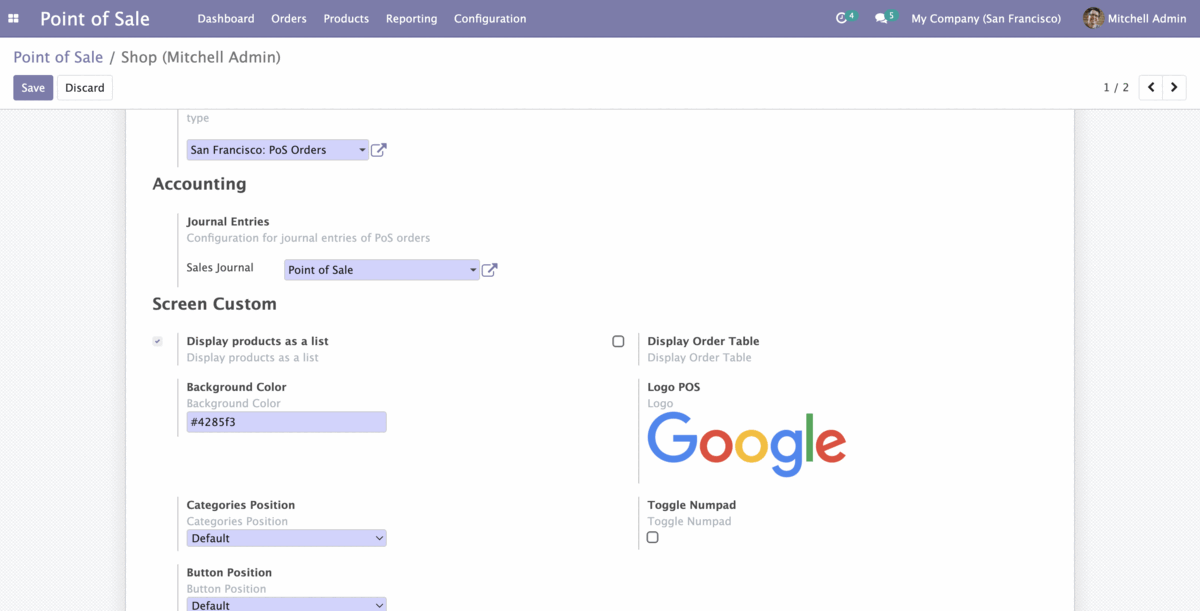 Point of Sale
Dashboard Orders Products Reporting Configuration
4 5 My Company (San Francisco) Mitchell Admin
Point of Sale / Shop (Mitchell Admin)
Save Discard
1 / 2
type
San Francisco: PoS Orders
Accounting
Journal Entries
Configuration for journal entries of PoS orders
Sales Journal Point of Sale
Screen Custom
Display products as a list
Display products as a list
Display Order Table
Display Order Table
Background Color
Background Color
#4285f3
Logo POS
Logo
Google
Categories Position
Categories Position
Default
Toggle Numpad
Toggle Numpad
Button Position
Button Position
Default